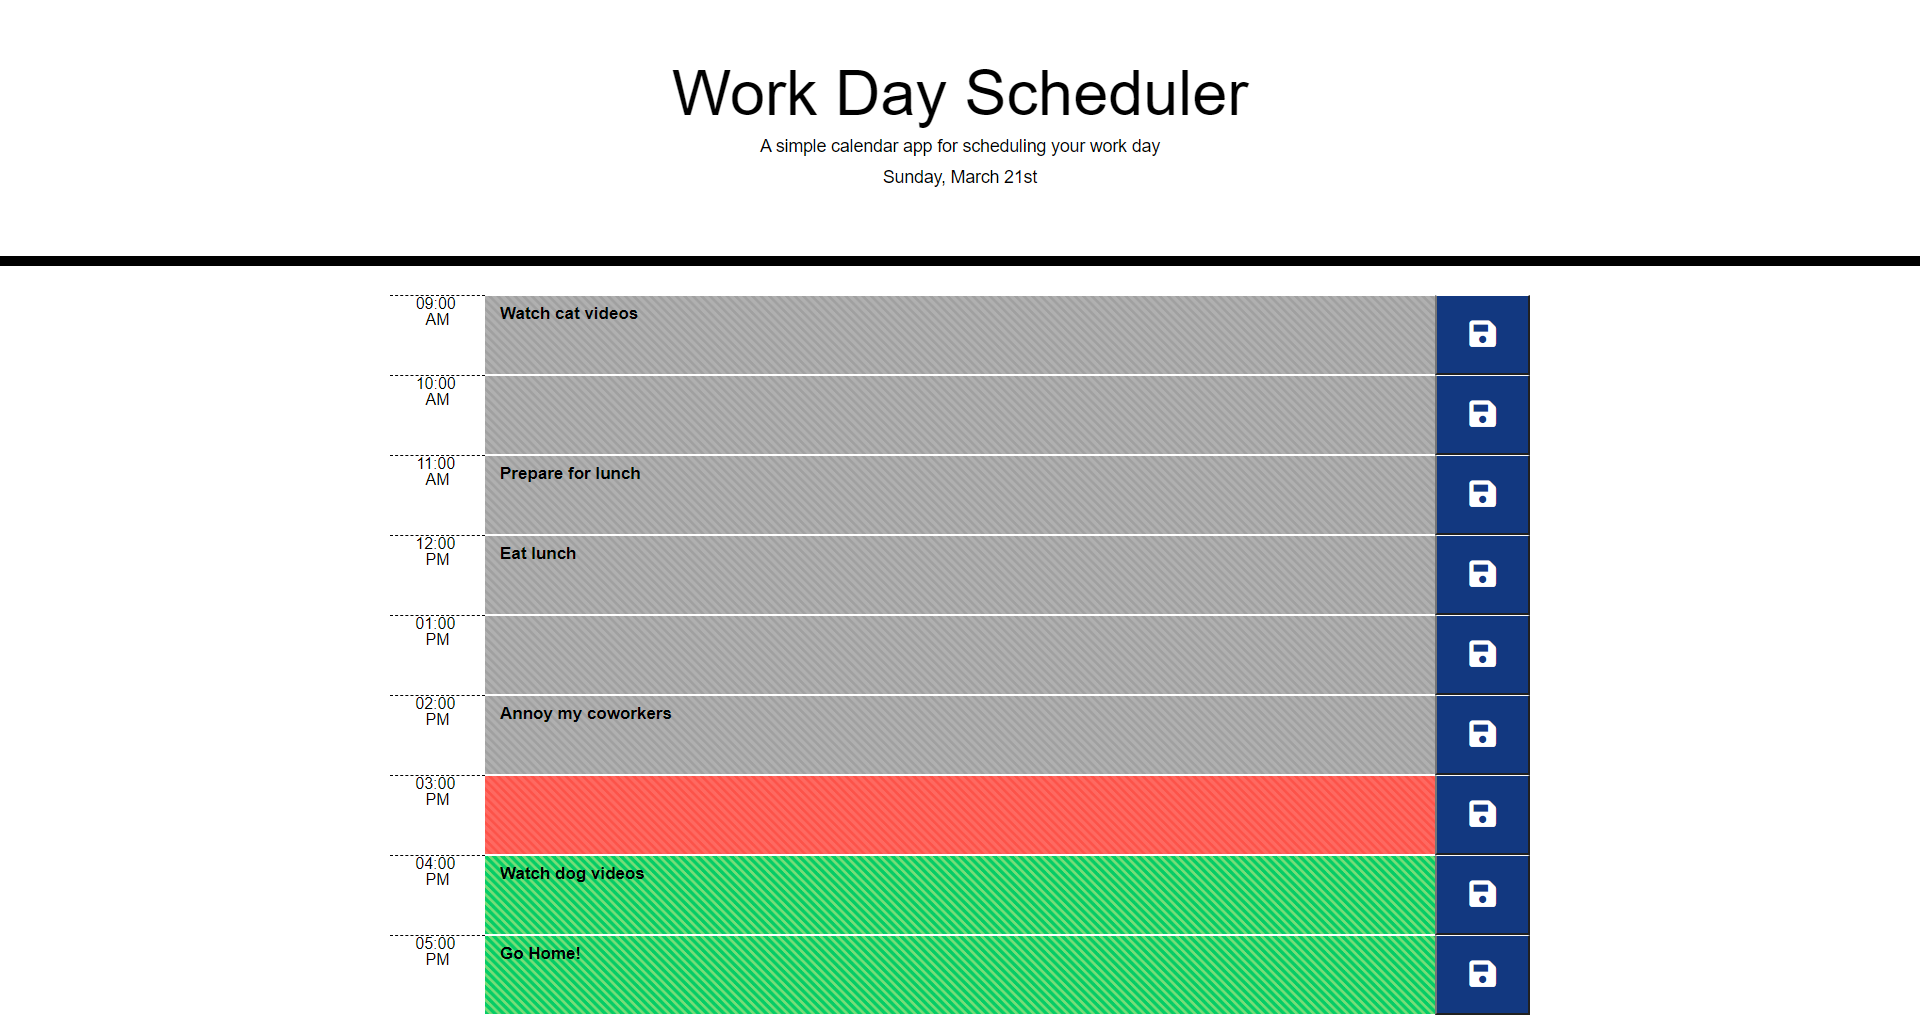 Work Day Scheduler
A simple calendar app for scheduling your work day
Sunday, March 21st
09:00
AM
Watch cat videos
10:00
AM
11:00
AM
Prepare for lunch
12:00
PM
Eat lunch
01:00
PM
02:00
PM
Annoy my coworkers
03:00
PM
04:00
PM
Watch dog videos
05:00
PM
Go Home!